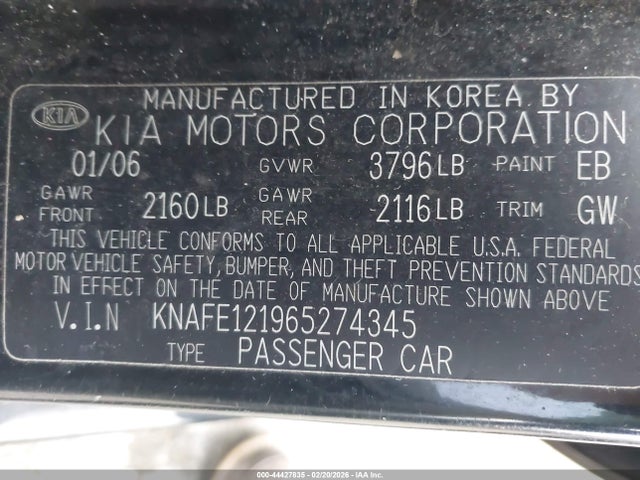 MANUFACTURED IN KOREA BY
KIA KIA MOTORS CORPORATION
01/06 GVWR 3796LB PAINT EB
GAWR FRONT 2160LB GAWR REAR 2116LB TRIM GW
THIS VEHICLE CONFORMS TO ALL APPLICABLE U.S.A. FEDERAL
MOTOR VEHICLE SAFETY, BUMPER, AND THEFT PREVENTION STANDARDS
IN EFFECT ON THE DATE OF MANUFACTURE SHOWN ABOVE
V.I.N KNAFE121965274345
TYPE PASSENGER CAR
000-44427835 - 02/20/2026 - IAAI.COM